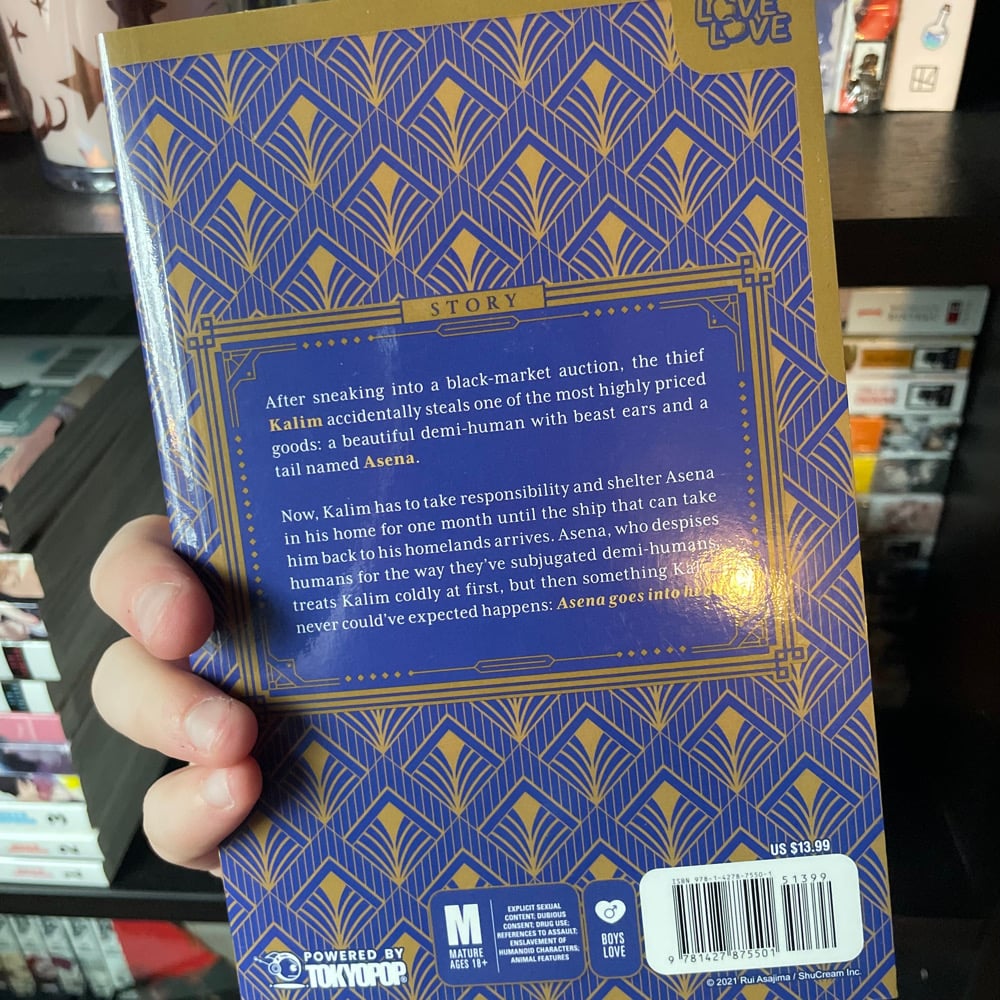 LOVE
LOVE
STORY
After sneaking into a black-market auction, the thief
Kalim accidentally steals one of the most highly priced
goods: a beautiful demi-human with beast ears and a
tail named Asena.
Now, Kalim has to take responsibility and shelter Asena
in his home for one month until the ship that can take
him back to his homelands arrives. Asena, who despises
humans for the way they've subjugated demi-humans,
treats Kalim coldly at first, but then something
never could've expected happens: Asena goes into
US $13.99
ISBN 978-1-4278-7550-1
51399
9 781427 875501
M
MATURE
AGES 18+
EXPLICIT SEXUAL
CONTENT; DUBIOUS
CONSENT; DRUG USE;
REFERENCES TO ASSAULT;
ENSLAVEMENT OF
HUMANOID CHARACTERS;
ANIMAL FEATURES
BOYS
LOVE
POWERED BY
TOKYOPOP®
© 2021 Rui Asajima / ShuCream Inc.